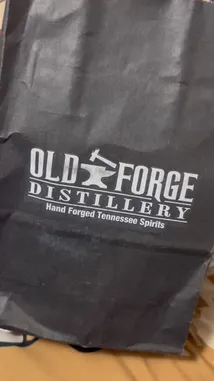 OLD FORGE
DISTILLERY
Hand Forged Tennessee Spirits